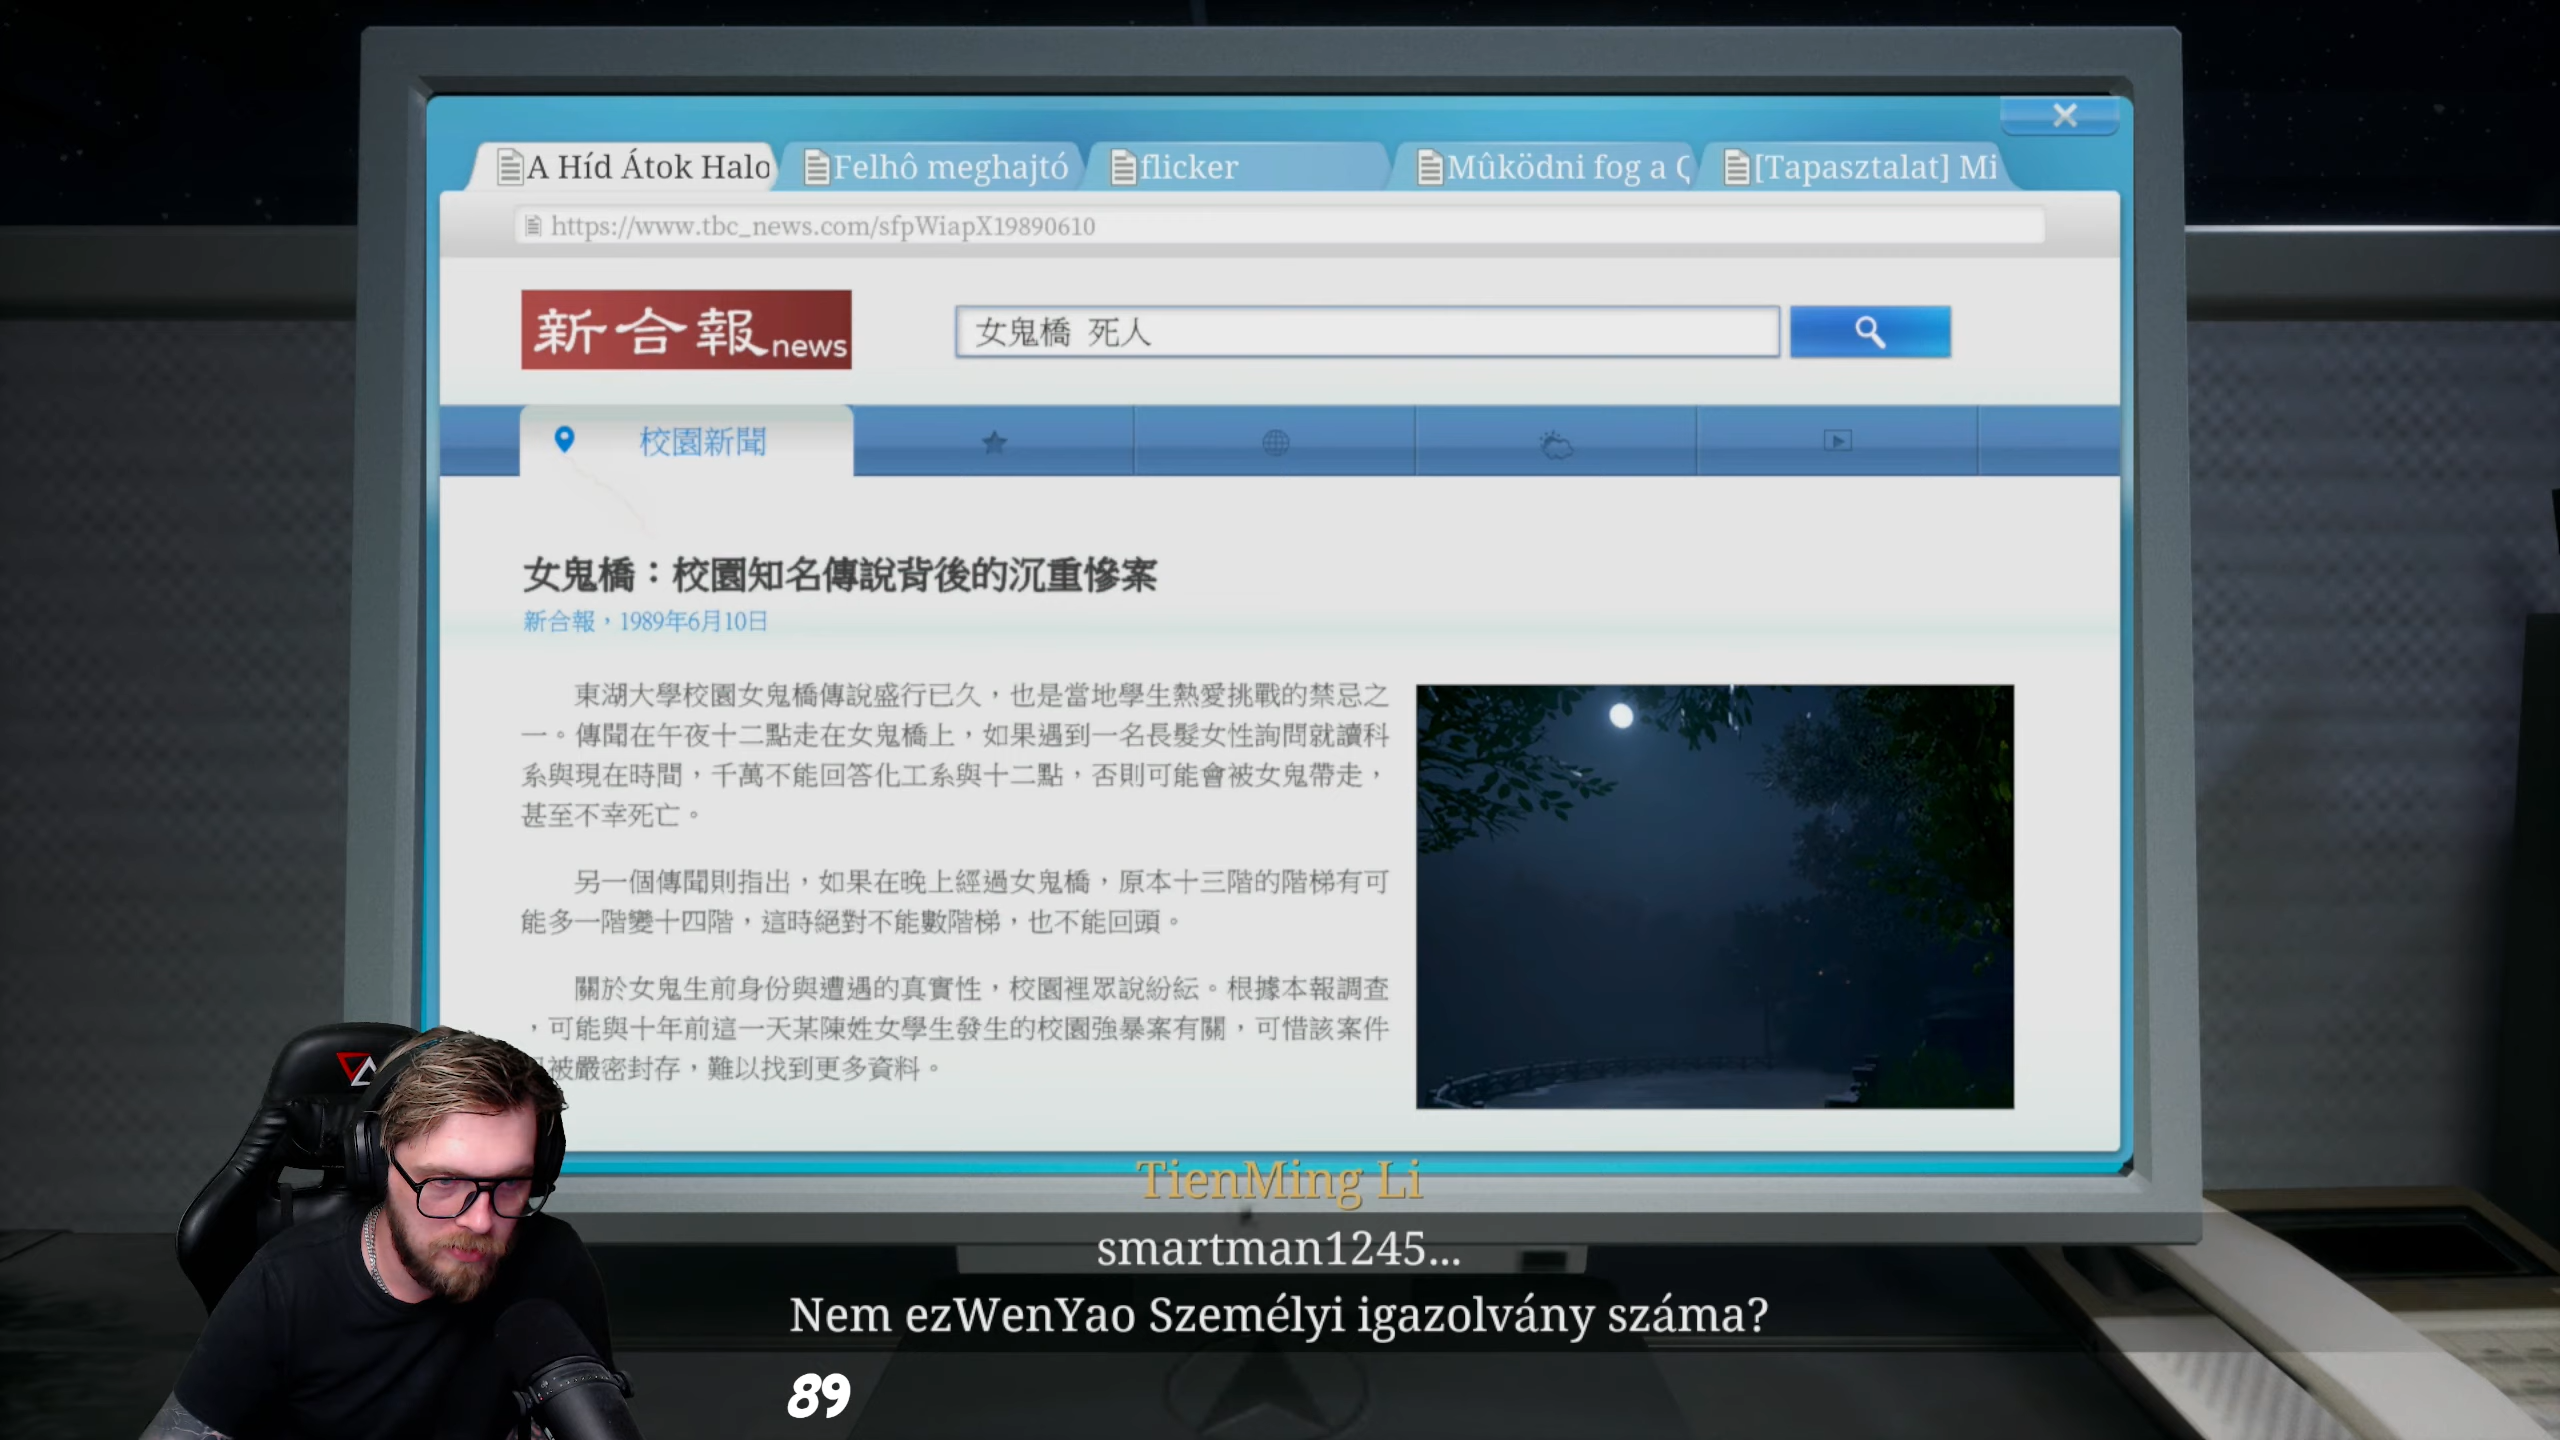 A Híd Átok Halo
Felhô meghajtó
flicker
Mûködni fog a
[Tapasztalat] Mi
https://www.tbc_news.com/sfpWiapX19890610
新合報news
女鬼橋 死人
校園新聞
女鬼橋：校園知名傳說背後的沉重慘案
新合報，1989年6月10日
東湖大學校園女鬼橋傳說盛行已久，也是當地學生熱愛挑戰的禁忌之
一。傳聞在午夜十二點走在女鬼橋上，如果遇到一名長髮女性詢問就讀科
系與現在時間，千萬不能回答化工系與十二點，否則可能會被女鬼帶走，
甚至不幸死亡。
另一個傳聞則指出，如果在晚上經過女鬼橋，原本十三階的階梯有可
能多一階變十四階，這時絕對不能數階梯，也不能回頭。
關於女鬼生前身份與遭遇的真實性，校園裡眾說紛紜。根據本報調查
，可能與十年前這一天某陳姓女學生發生的校園強暴案有關，可惜該案件
被嚴密封存，難以找到更多資料。
TienMing Li
smartman1245...
Nem ezWenYao Személyi igazolvány száma?
89